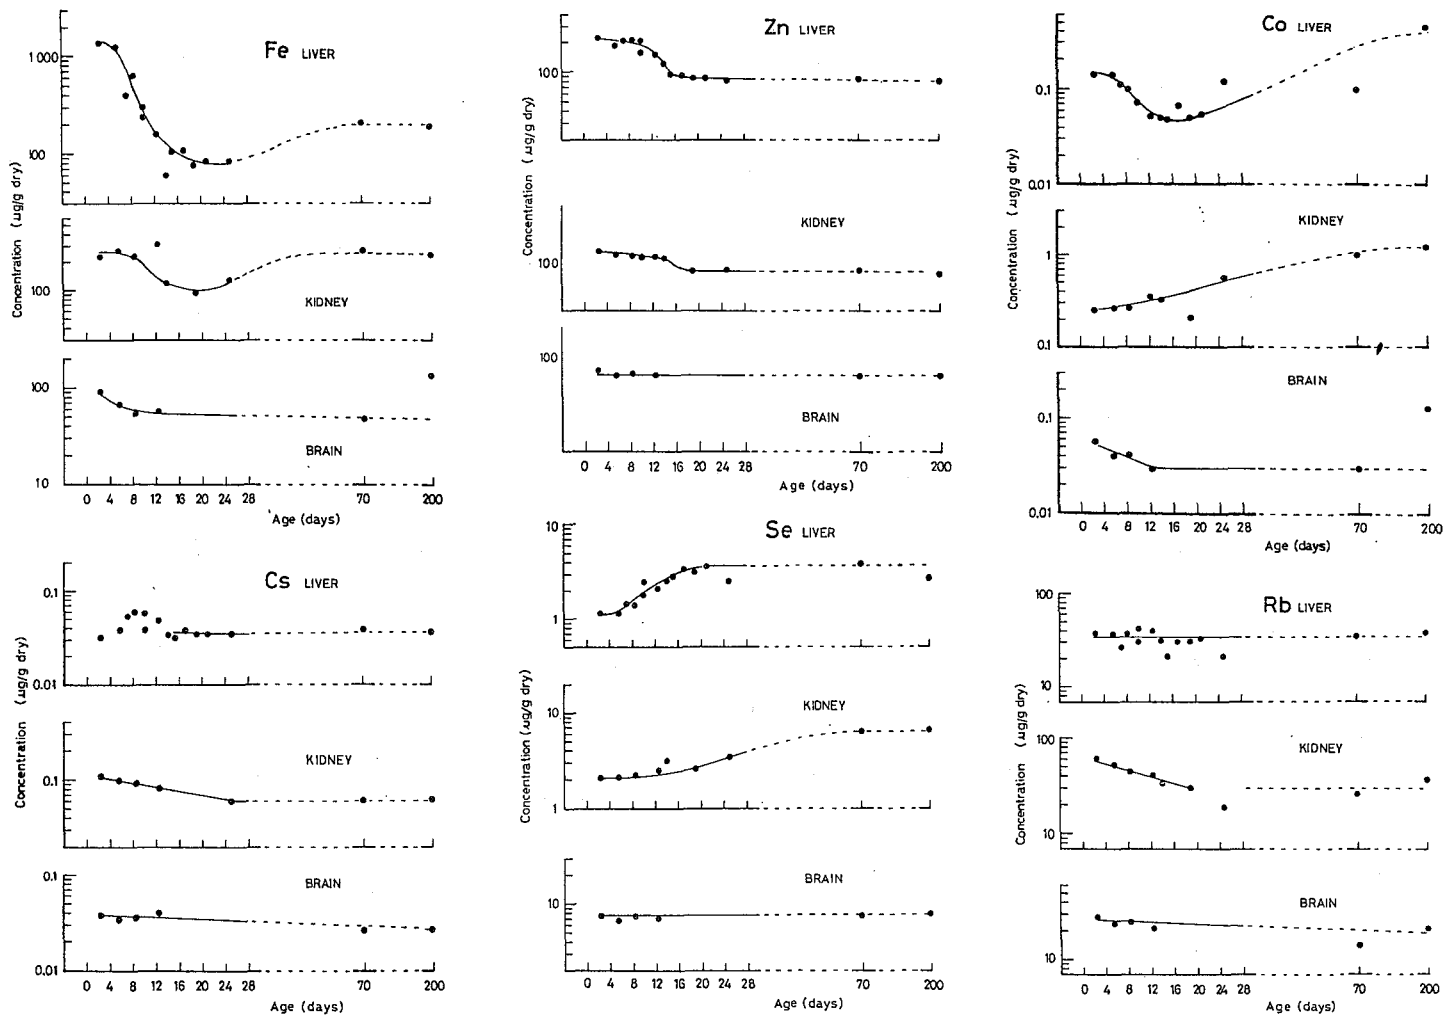 Fe LIVER
1000
100
Concentration (µg/g dry)
KIDNEY
100
100
BRAIN
10
0 4 8 12 16 20 24 28 70 200
Age (days)
Zn LIVER
100
Concentration (µg/g dry)
KIDNEY
100
100
BRAIN
0 4 8 12 16 20 24 28 70 200
Age (days)
Co LIVER
0.1
0.01
Concentration (µg/g dry)
KIDNEY
1
0.1
BRAIN
0.1
0.01
0 4 8 12 16 20 24 28 70 200
Age (days)
Cs LIVER
0.1
0.01
Concentration (µg/g dry)
KIDNEY
0.1
BRAIN
0.1
0.01
0 4 8 12 16 20 24 28 70 200
Age (days)
Se LIVER
10
1
Concentration (µg/g dry)
KIDNEY
10
1
BRAIN
10
0 4 8 12 16 20 24 28 70 200
Age (days)
Rb LIVER
100
10
Concentration (µg/g dry)
KIDNEY
100
10
BRAIN
10
0 4 8 12 16 20 24 28 70 200
Age (days)